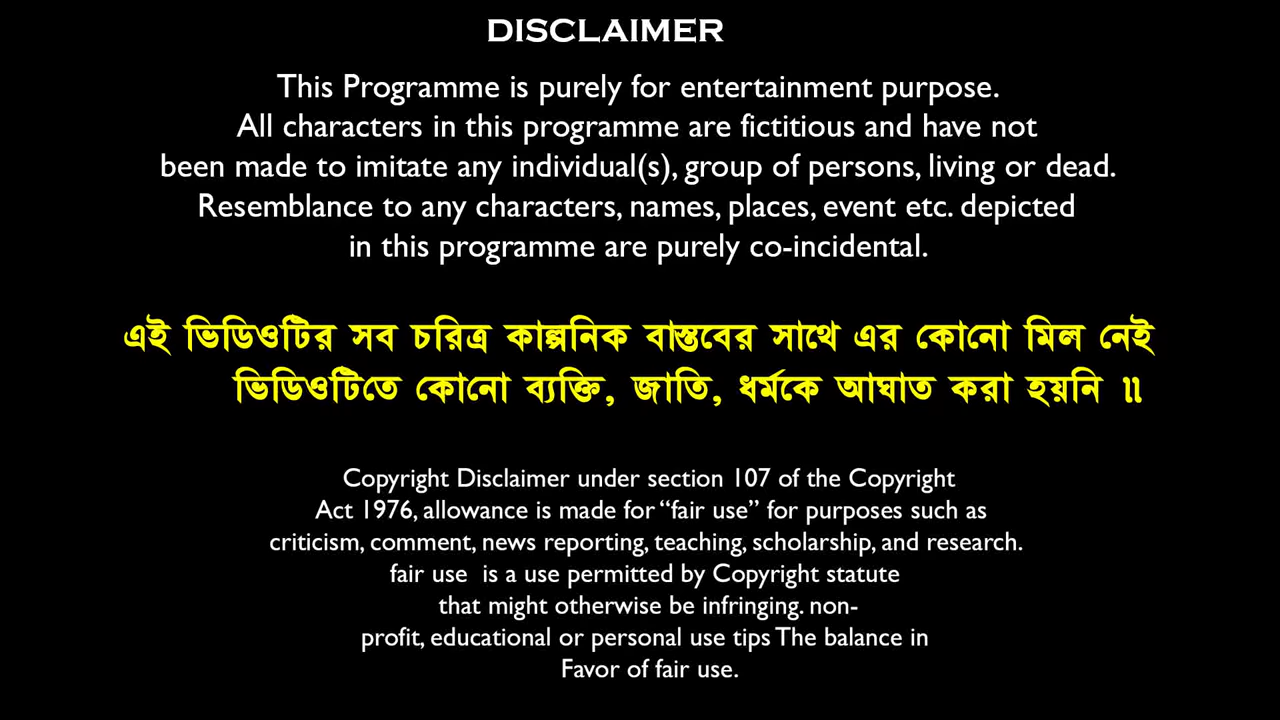 DISCLAIMER
This Programme is purely for entertainment purpose.
All characters in this programme are fictitious and have not
been made to imitate any individual(s), group of persons, living or dead.
Resemblance to any characters, names, places, event etc. depicted
in this programme are purely co-incidental.
এই ভিডিওটির সব চরিত্র কাল্পনিক বাস্তবের সাথে এর কোনো মিল নেই
ভিডিওটিতে কোনো ব্যক্তি, জাতি, ধর্মকে আঘাত করা হয়নি ॥
Copyright Disclaimer under section 107 of the Copyright
Act 1976, allowance is made for “fair use” for purposes such as
criticism, comment, news reporting, teaching, scholarship, and research.
fair use  is a use permitted by Copyright statute
that might otherwise be infringing. non-
profit, educational or personal use tips The balance in
Favor of fair use.